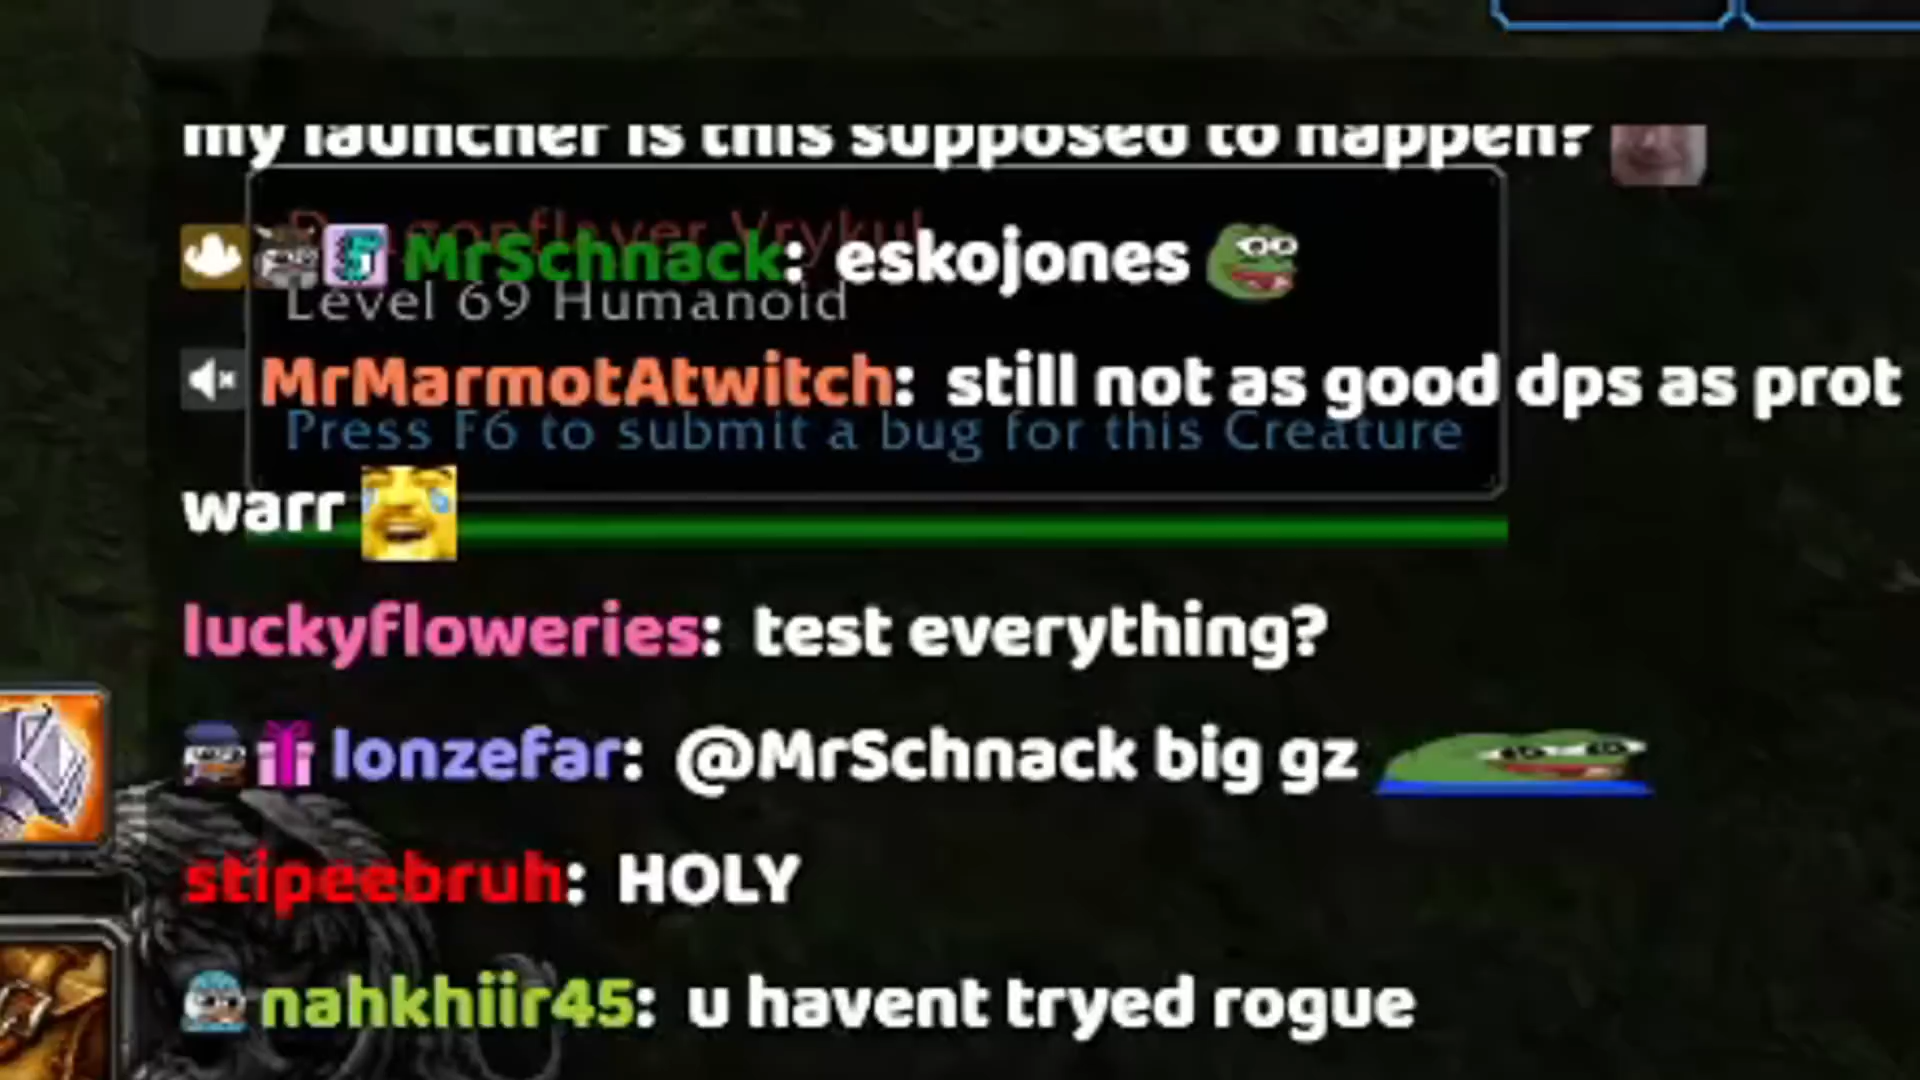 my launcher is this supposed to happen?
Dragonflayer Vrykul
MrSchnack: eskojones
Level 69 Humanoid
MrMarmotAtwitch: still not as good dps as prot
Press F6 to submit a bug for this Creature
warr
luckyfloweries: test everything?
lonzefar: @MrSchnack big gz
stipeebruh: HOLY
nahkhiir45: u havent tryed rogue